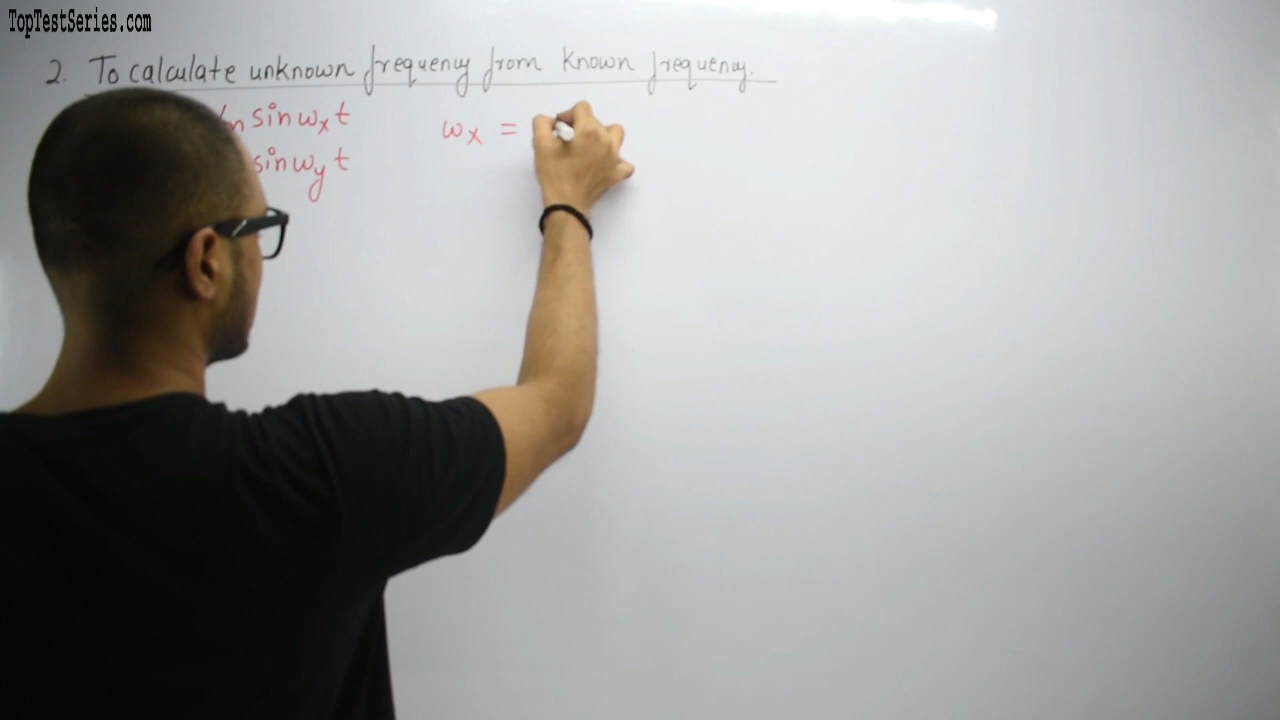 TopTestSeries.com
2. To calculate unknown frequency from known frequency.
sin ωx t
ωx =
sin ωy t